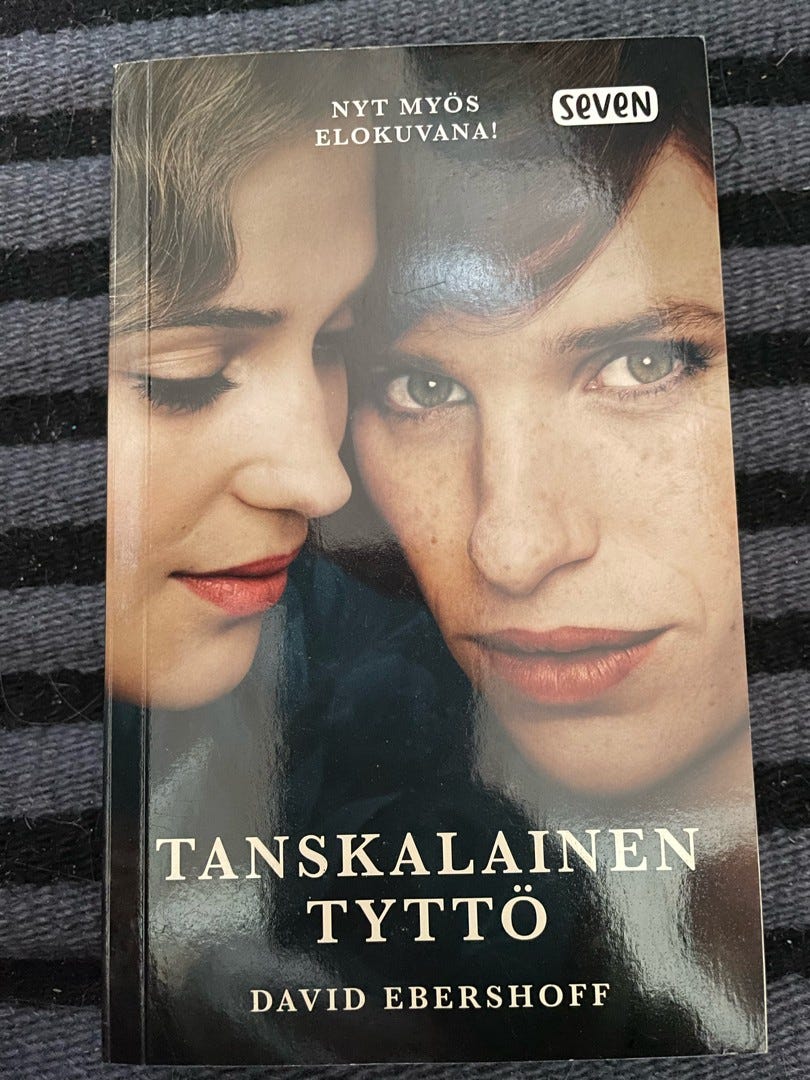 NYT MYÖS
ELOKUVANA!
SEVEN
TANSKALAINEN
TYTTÖ
DAVID EBERSHOFF